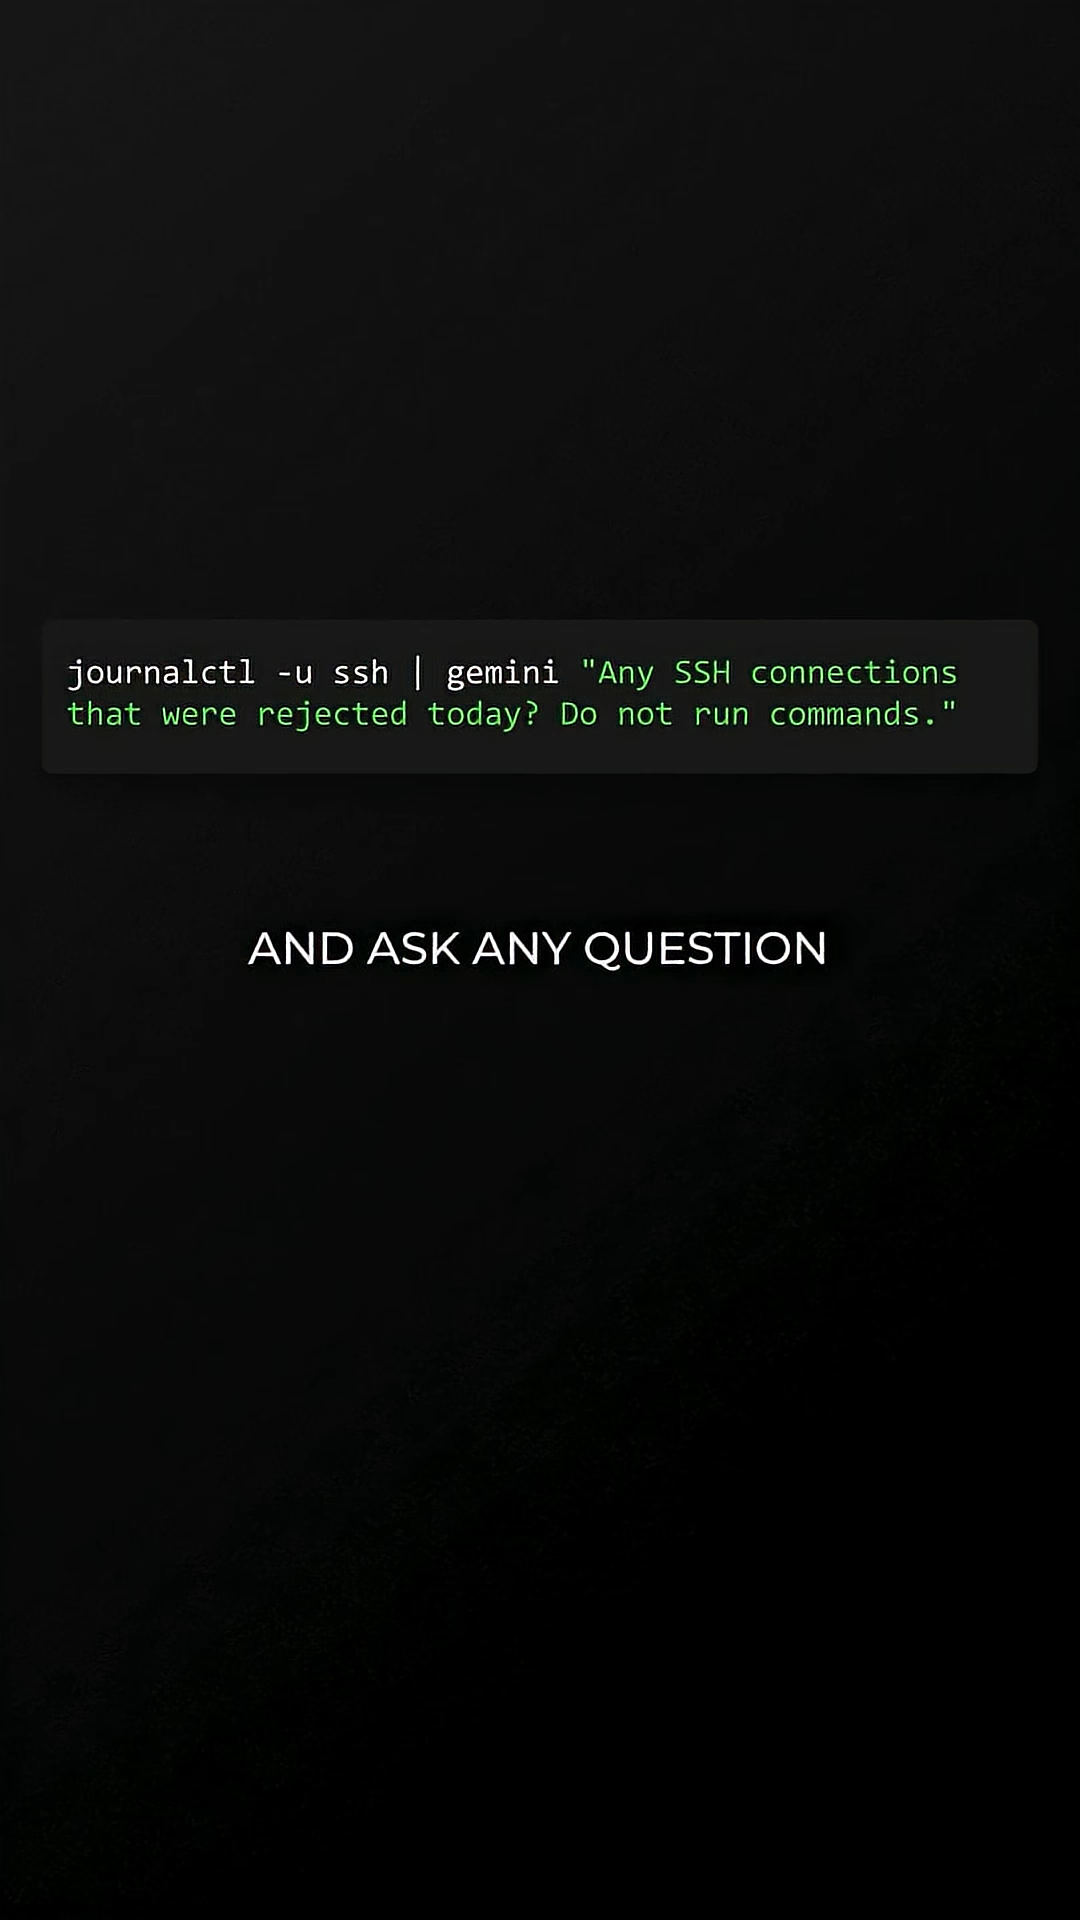 journalctl -u ssh | gemini "Any SSH connections
that were rejected today? Do not run commands."
AND ASK ANY QUESTION